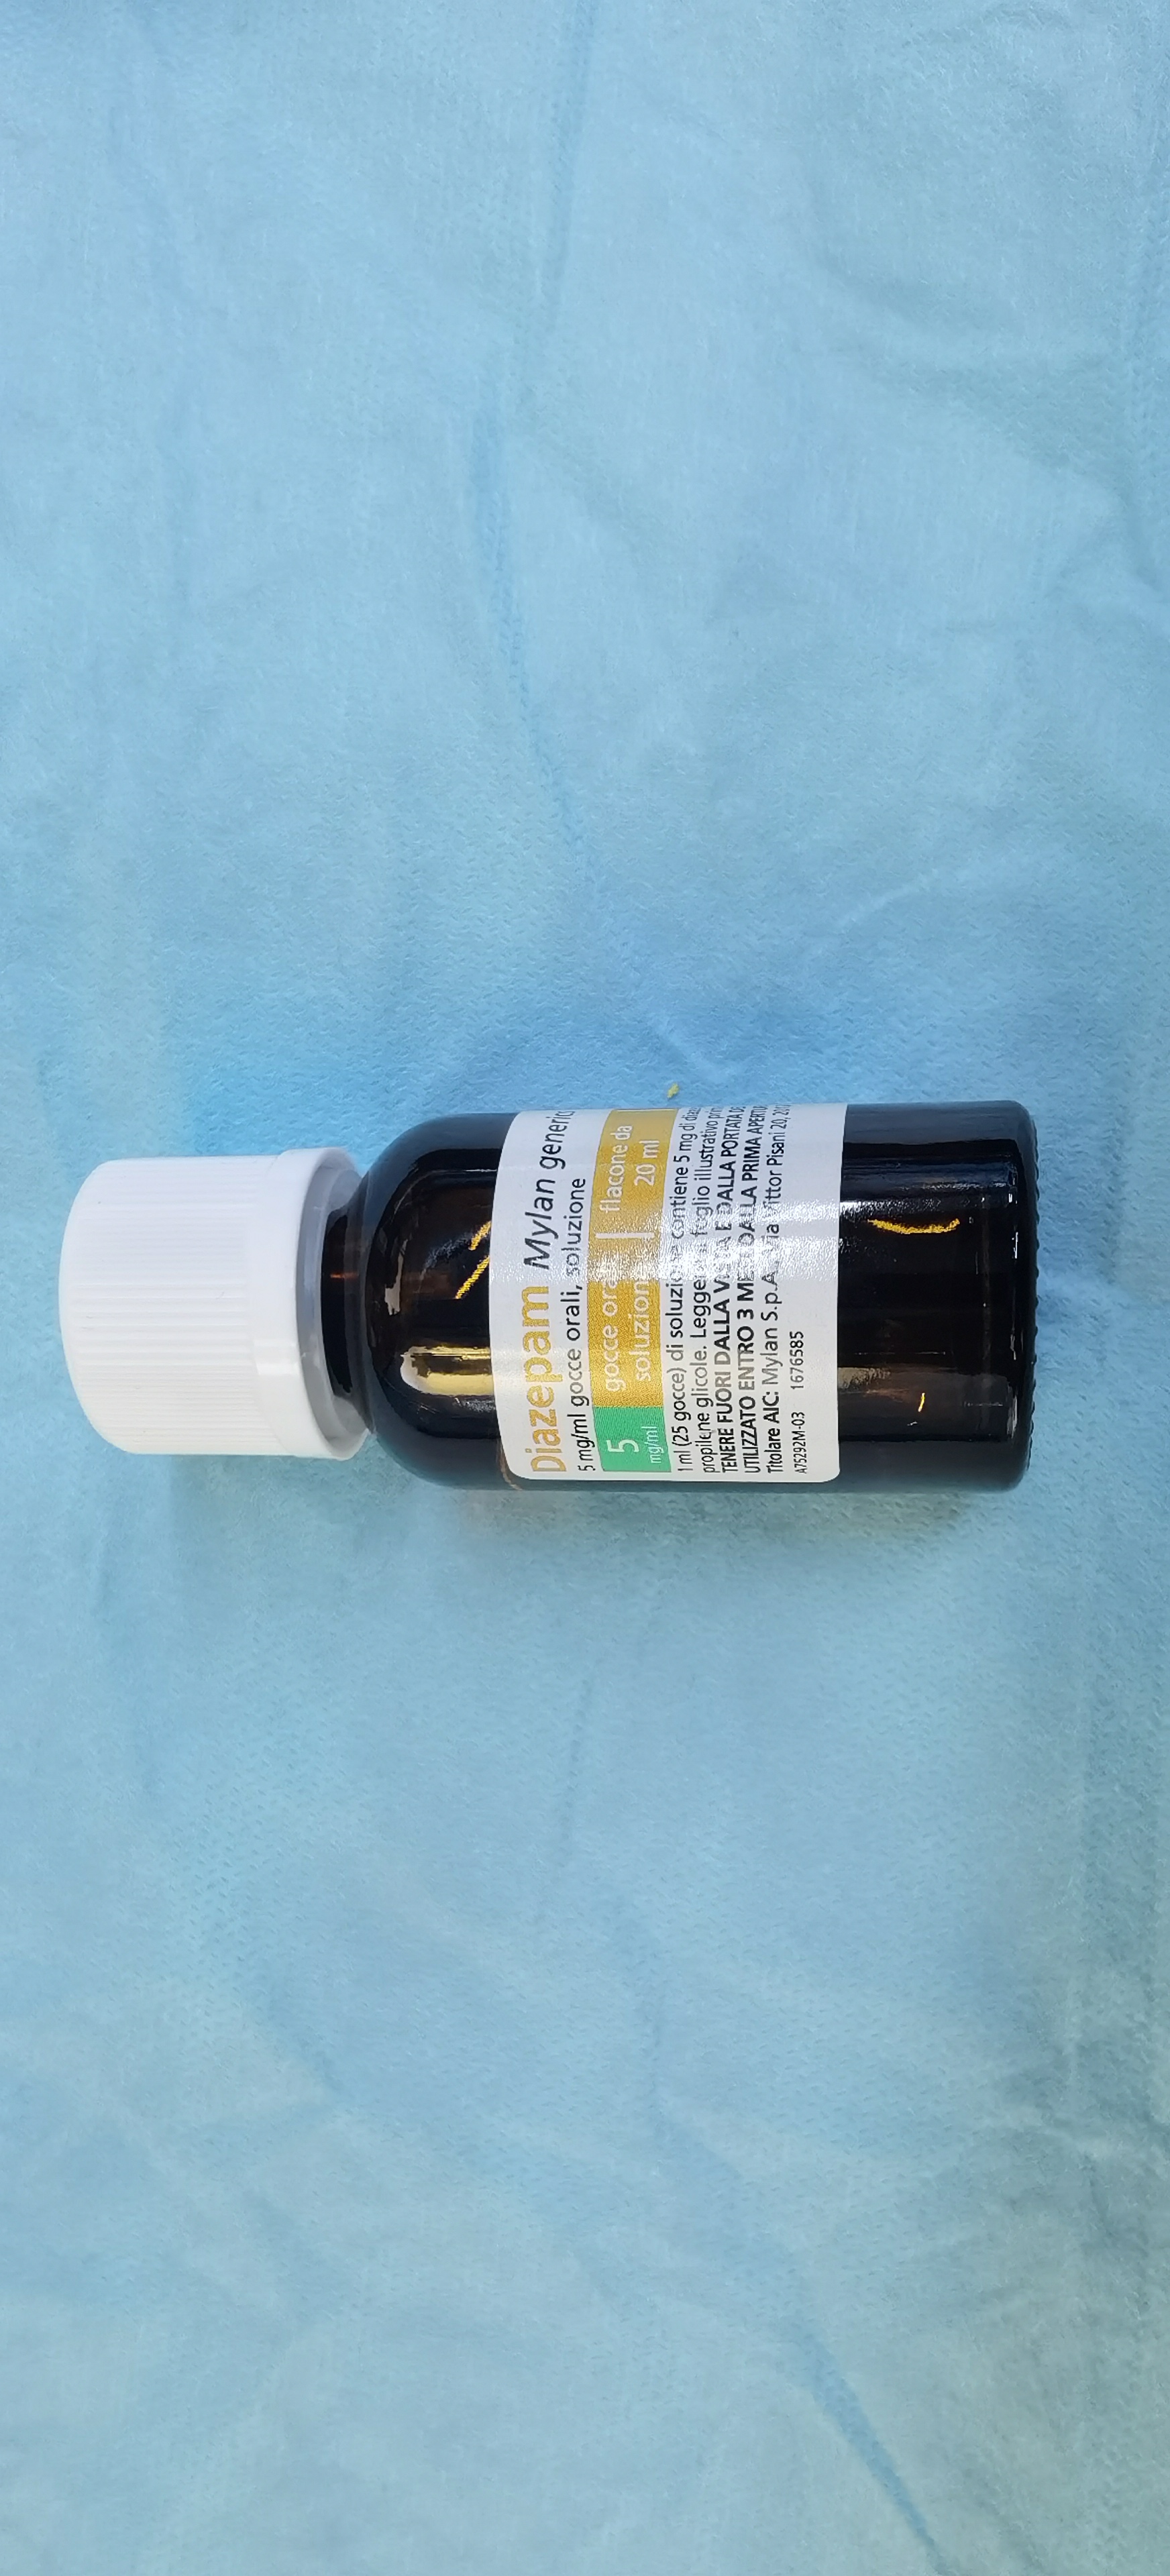 Diazepam Mylan generics
5 mg/ml gocce orali, soluzione
5
mg/ml
gocce orali
soluzione
flacone da
20 ml
1 ml (25 gocce) di soluzione contiene 5 mg di
propilene glicole. Leggere il foglio illustrativo
TENERE FUORI DALLA VISTA E DALLA PORTATA
UTILIZZATO ENTRO 3 MESI DALLA PRIMA
Titolare AIC: Mylan S.p.A., Via Vittor Pisani 20,
A75292M-03 1676585